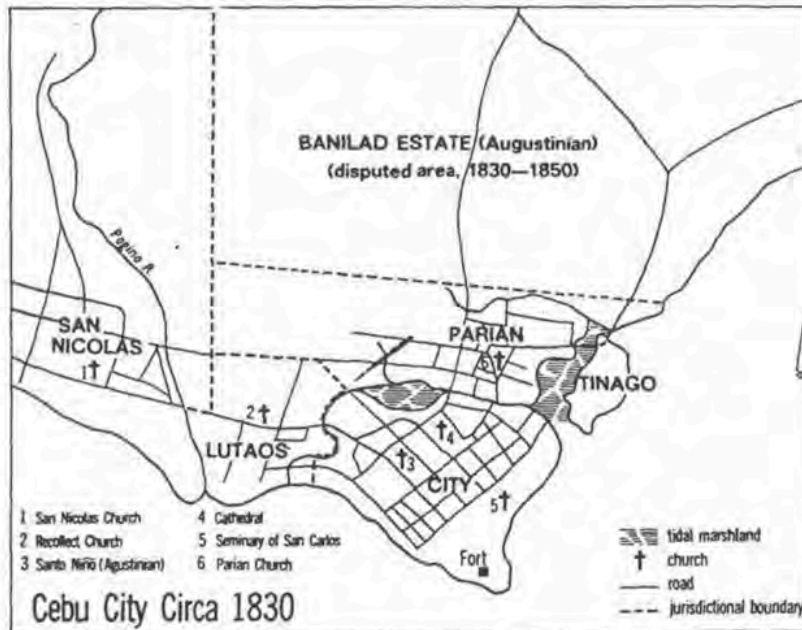 BANILAD ESTATE (Augustinian)
(disputed area, 1830—1850)
Pagina R.
SAN
NICOLAS
1
PARIAN
6
TINAGO
2
LUTAOS
4
3
CITY
5
Fort
1 San Nicolas Church
2 Recollect Church
3 Santo Niño (Agustinian)
4 Cathedral
5 Seminary of San Carlos
6 Parian Church
tidal marshland
church
road
jurisdictional boundary
Cebu City Circa 1830